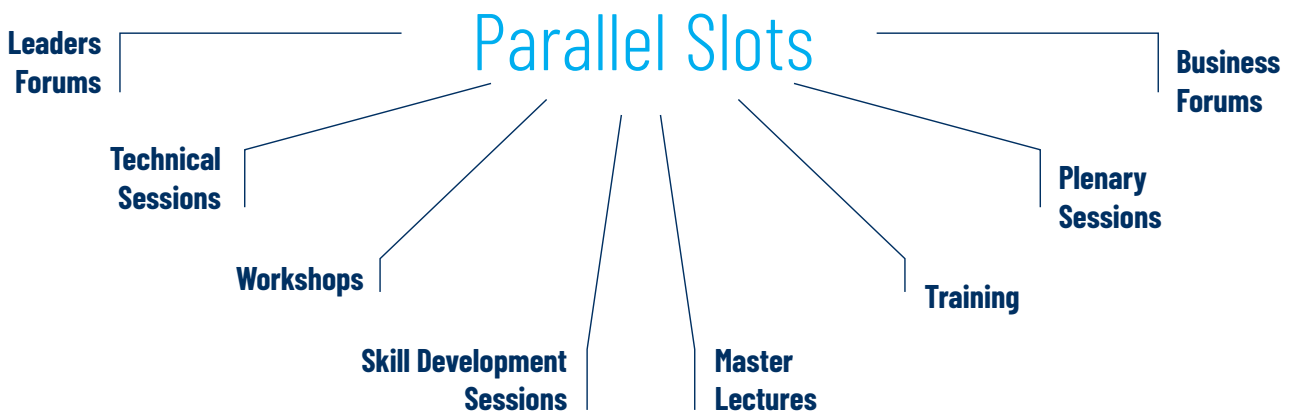 Parallel Slots
Leaders
Forums
Technical
Sessions
Workshops
Skill Development
Sessions
Master
Lectures
Training
Plenary
Sessions
Business
Forums